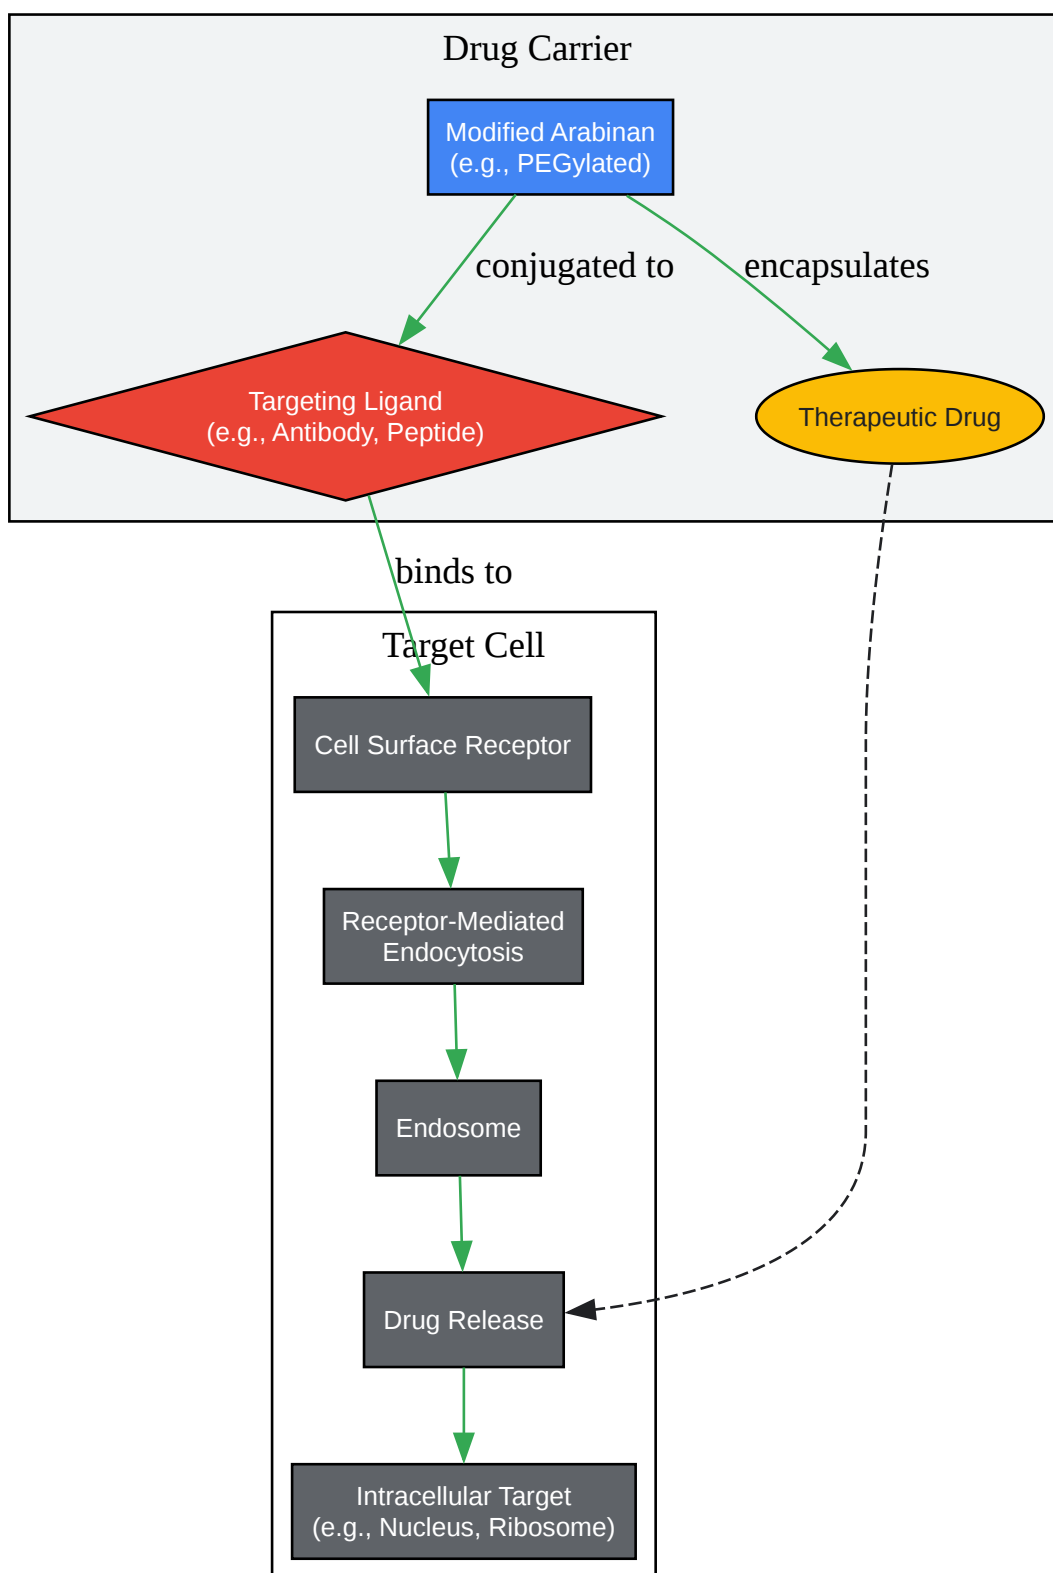 Drug Carrier
Modified Arabinan
(e.g., PEGylated)
conjugated to
encapsulates
Targeting Ligand
(e.g., Antibody, Peptide)
Therapeutic Drug
binds to
Target Cell
Cell Surface Receptor
Receptor-Mediated
Endocytosis
Endosome
Drug Release
Intracellular Target
(e.g., Nucleus, Ribosome)